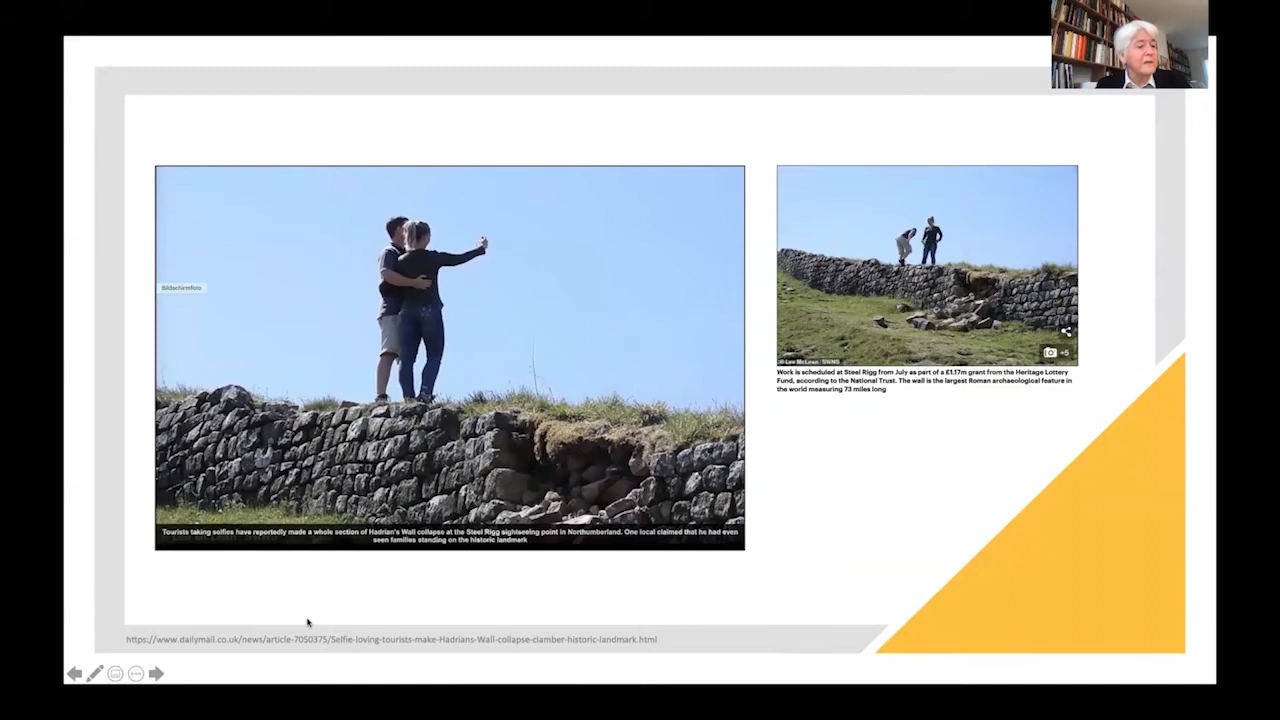 Bildschirmfoto
Tourists taking selfies have reportedly made a whole section of Hadrian's Wall collapse at the Steel Rigg sightseeing point in Northumberland. One local claimed that he had even
seen families standing on the historic landmark
© Lee McLean / SWNS
+5
Work is scheduled at Steel Rigg from July as part of a £1.17m grant from the Heritage Lottery
Fund, according to the National Trust. The wall is the largest Roman archaeological feature in
the world measuring 73 miles long
https://www.dailymail.co.uk/news/article-7050375/Selfie-loving-tourists-make-Hadrians-Wall-collapse-clamber-historic-landmark.html